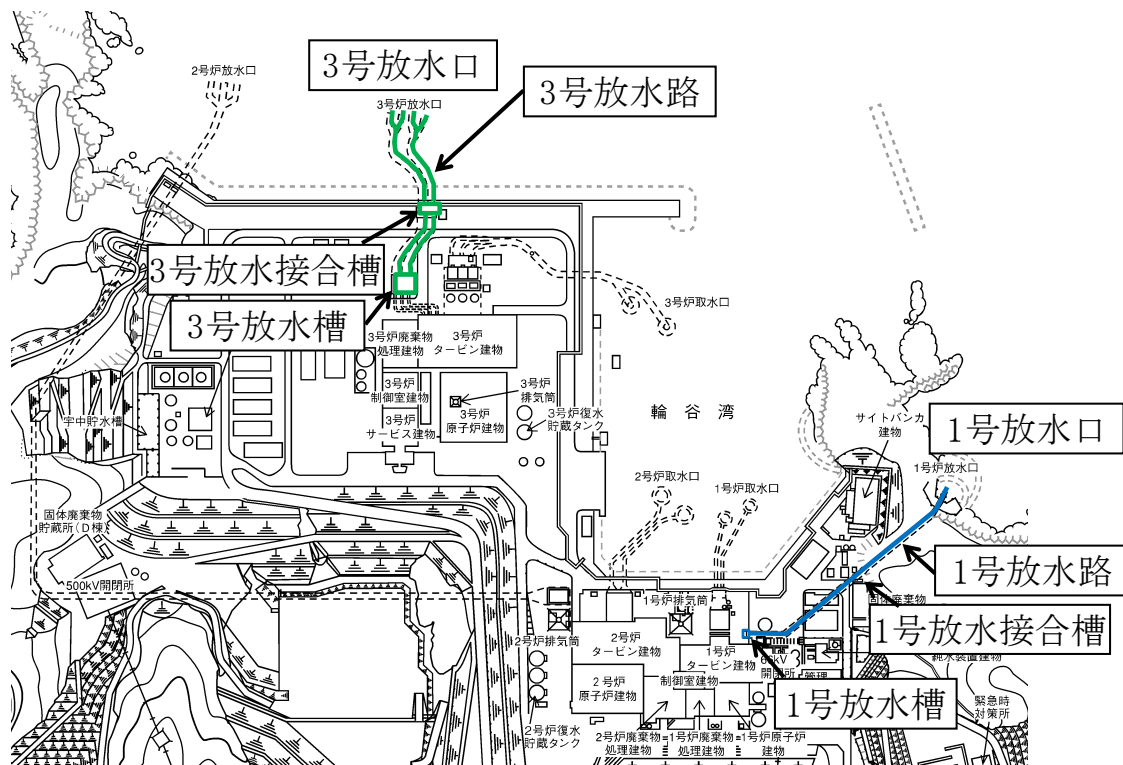 3号放水口
2号炉放水口
3号放水路
3号炉放水口
3号放水接合槽
3号放水槽
3号炉取水口
3号炉廃棄物
処理建物
3号炉
タービン建物
3号炉
制御室建物
3号炉
排気筒
3号炉
原子炉建物
3号炉復水
貯蔵タンク
3号炉
サービス建物
輪谷湾
宇中貯水槽
サイトバンカ
建物
1号放水口
1号炉放水口
2号炉取水口
1号炉取水口
固体廃棄物
貯蔵所(D棟)
500kV開閉所
1号放水路
固体廃棄物
1号放水接合槽
純水装置建物
1号炉排気筒
2号炉排気筒
2号炉
タービン建物
1号炉
タービン建物
開閉所
管理
制御室建物
2号炉
原子炉建物
1号放水槽
緊急時
対策所
2号炉復水
貯蔵タンク
2号炉廃棄物
処理建物
1号炉廃棄物
処理建物
1号炉原子炉
建物